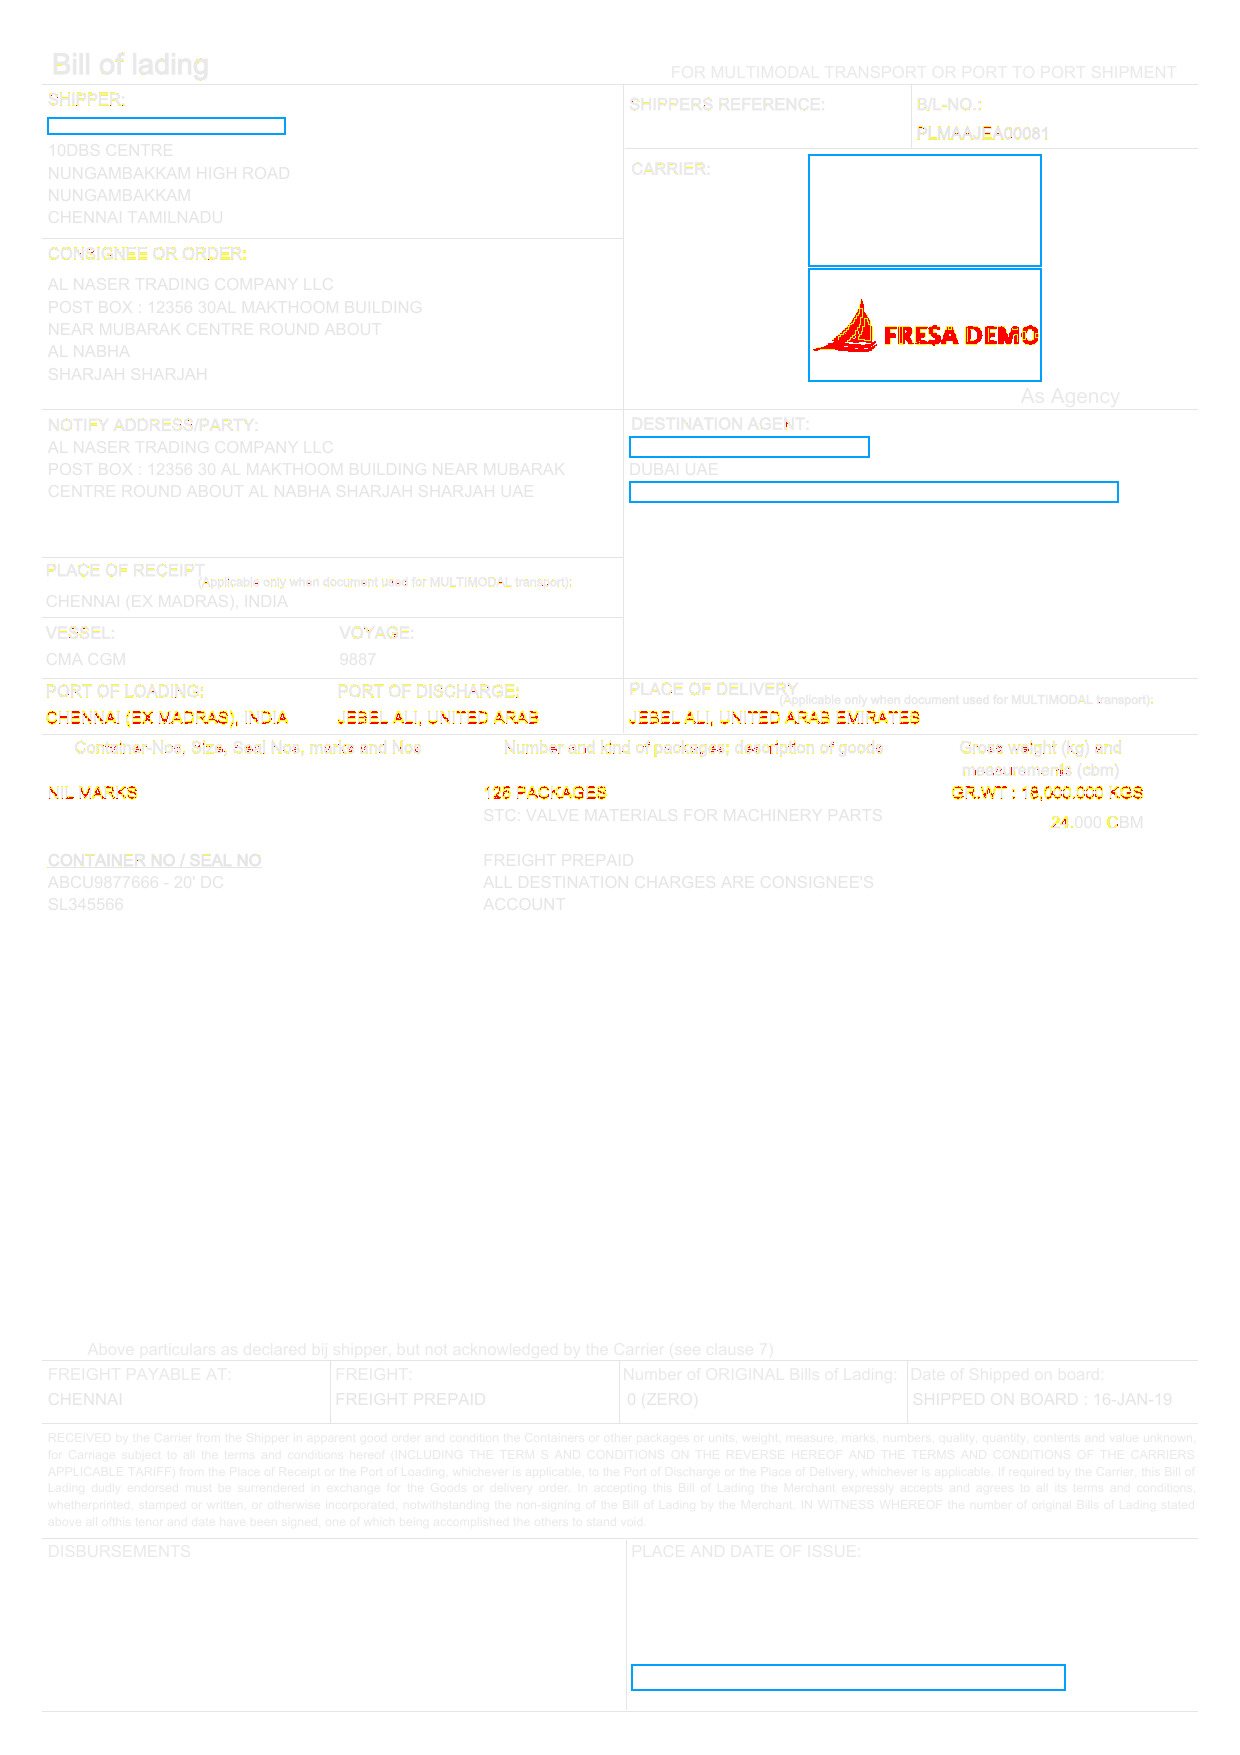 Bill of lading
FOR MULTIMODAL TRANSPORT OR PORT TO PORT SHIPMENT
SHIPPER:
10DBS CENTRE
NUNGAMBAKKAM HIGH ROAD
NUNGAMBAKKAM
CHENNAI TAMILNADU
SHIPPERS REFERENCE:
B/L-NO.:
PLMAAJEA00081
CARRIER:
FRESA DEMO
As Agency
CONSIGNEE OR ORDER:
AL NASER TRADING COMPANY LLC
POST BOX : 12356 30AL MAKTHOOM BUILDING
NEAR MUBARAK CENTRE ROUND ABOUT
AL NABHA
SHARJAH SHARJAH
NOTIFY ADDRESS/PARTY:
AL NASER TRADING COMPANY LLC
POST BOX : 12356 30 AL MAKTHOOM BUILDING NEAR MUBARAK
CENTRE ROUND ABOUT AL NABHA SHARJAH SHARJAH UAE
DESTINATION AGENT:
DUBAI UAE
PLACE OF RECEIPT
(Applicable only when document used for MULTIMODAL transport):
CHENNAI (EX MADRAS), INDIA
VESSEL: VOYAGE:
CMA CGM 9887
PORT OF LOADING: PORT OF DISCHARGE: PLACE OF DELIVERY
(Applicable only when document used for MULTIMODAL transport):
CHENNAI (EX MADRAS), INDIA JEBEL ALI, UNITED ARAB JEBEL ALI, UNITED ARAB EMIRATES
Container-Nos, Size, Seal Nos, marks and Nos Number and kind of packages; description of goods Gross weight (kg) and
measurements (cbm)
NIL MARKS 126 PACKAGES GR.WT : 18,000.000 KGS
STC: VALVE MATERIALS FOR MACHINERY PARTS
24.000 CBM
CONTAINER NO / SEAL NO FREIGHT PREPAID
ABCU9877666 - 20' DC ALL DESTINATION CHARGES ARE CONSIGNEE'S
SL345566 ACCOUNT
Above particulars as declared bij shipper, but not acknowledged by the Carrier (see clause 7)
FREIGHT PAYABLE AT: FREIGHT: Number of ORIGINAL Bills of Lading: Date of Shipped on board:
CHENNAI FREIGHT PREPAID 0 (ZERO) SHIPPED ON BOARD : 16-JAN-19
RECEIVED by the Carrier from the Shipper in apparent good order and condition the Containers or other packages or units, weight, measure, marks, numbers, quality, quantity, contents and value unknown,
for Carriage subject to all the terms and conditions hereof (INCLUDING THE TERM S AND CONDITIONS ON THE REVERSE HEREOF AND THE TERMS AND CONDITIONS OF THE CARRIERS
APPLICABLE TARIFF) from the Place of Receipt or the Port of Loading, whichever is applicable, to the Port of Discharge or the Place of Delivery, whichever is applicable. If required by the Carrier, this Bill of
Lading dudly endorsed must be surrendered in exchange for the Goods or delivery order. In accepting this Bill of Lading the Merchant expressly accepts and agrees to all its terms and conditions,
whetherprinted, stamped or written, or otherwise incorporated, notwithstanding the non-signing of the Bill of Lading by the Merchant. IN WITNESS WHEREOF the number of original Bills of Lading stated
above all ofthis tenor and date have been signed, one of which being accomplished the others to stand void.
DISBURSEMENTS PLACE AND DATE OF ISSUE: